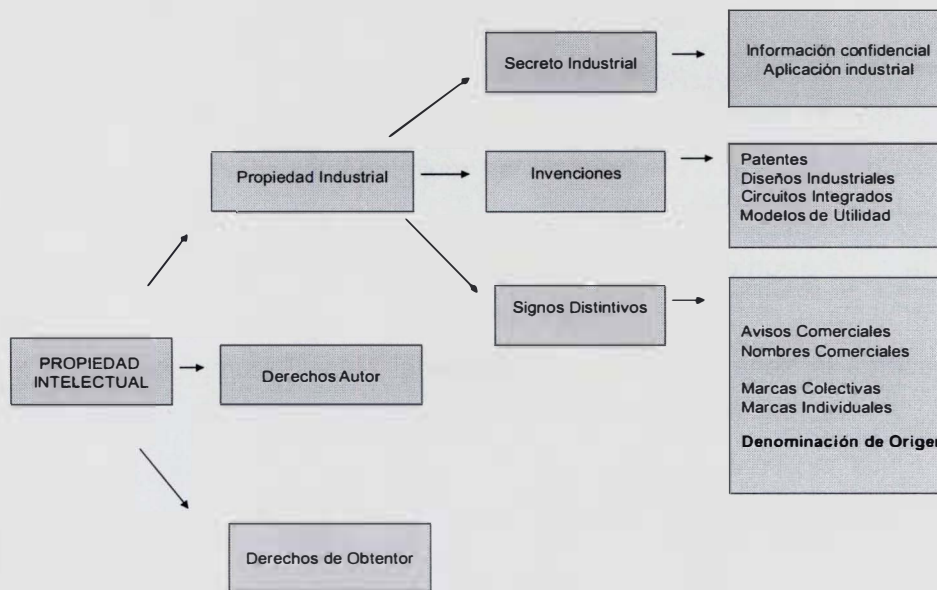 Secreto Industrial
Información confidencial
Aplicación industrial
Propiedad Industrial
Invenciones
Patentes
Diseños Industriales
Circuitos Integrados
Modelos de Utilidad
Signos Distintivos
Avisos Comerciales
Nombres Comerciales
Marcas Colectivas
Marcas Individuales
Denominación de Orige
PROPIEDAD
INTELECTUAL
Derechos Autor
Derechos de Obtentor